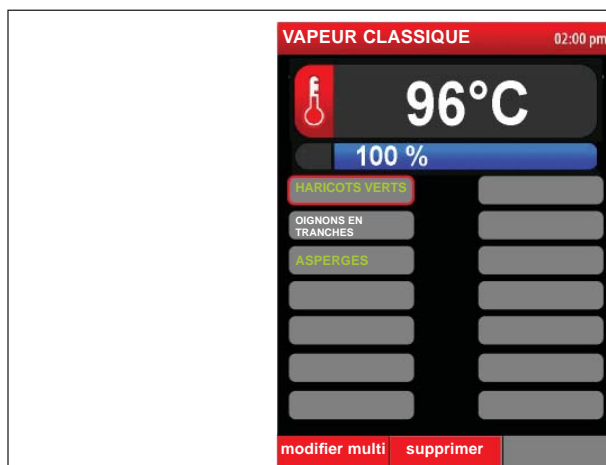 VAPEUR CLASSIQUE 02:00 pm
96°C
100 %
HARICOTS VERTS
OIGNONS EN
TRANCHES
ASPERGES
modifier multi supprimer